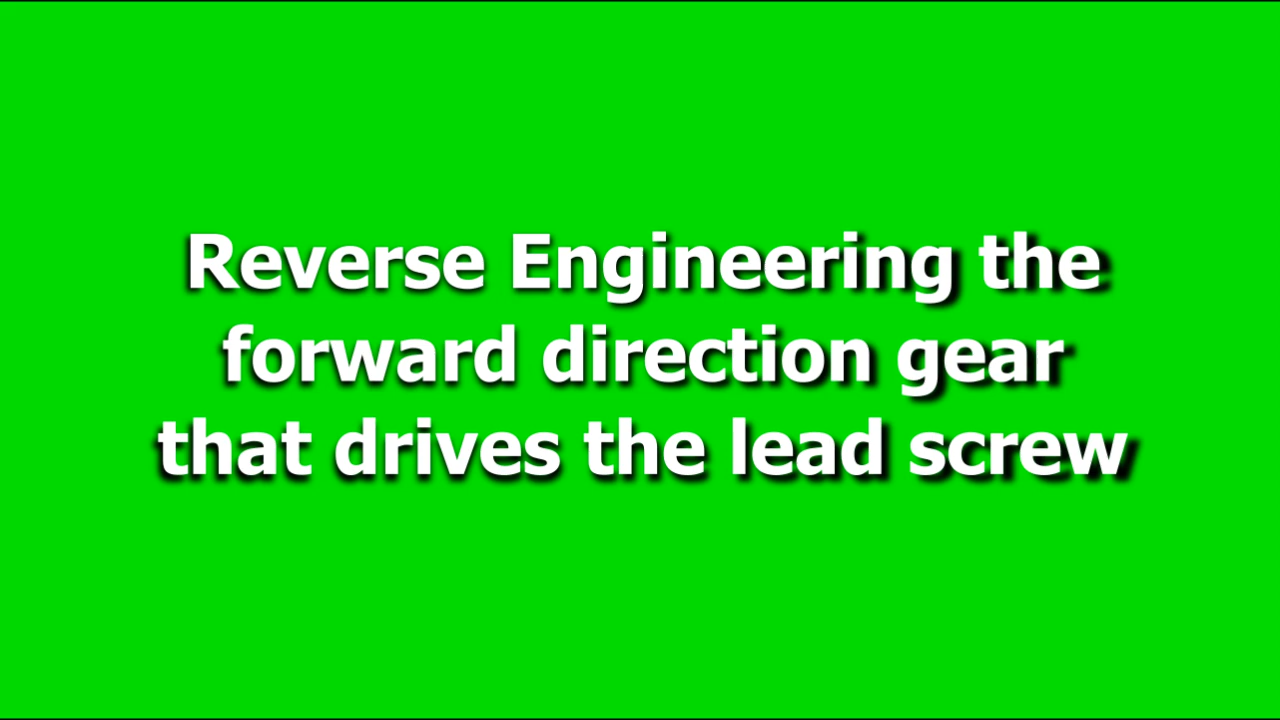 Reverse Engineering the
forward direction gear
that drives the lead screw